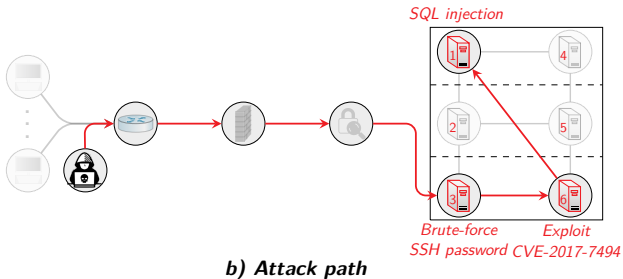 SQL injection
1
4
2
5
3
6
Brute-force Exploit
SSH password CVE-2017-7494
b) Attack path